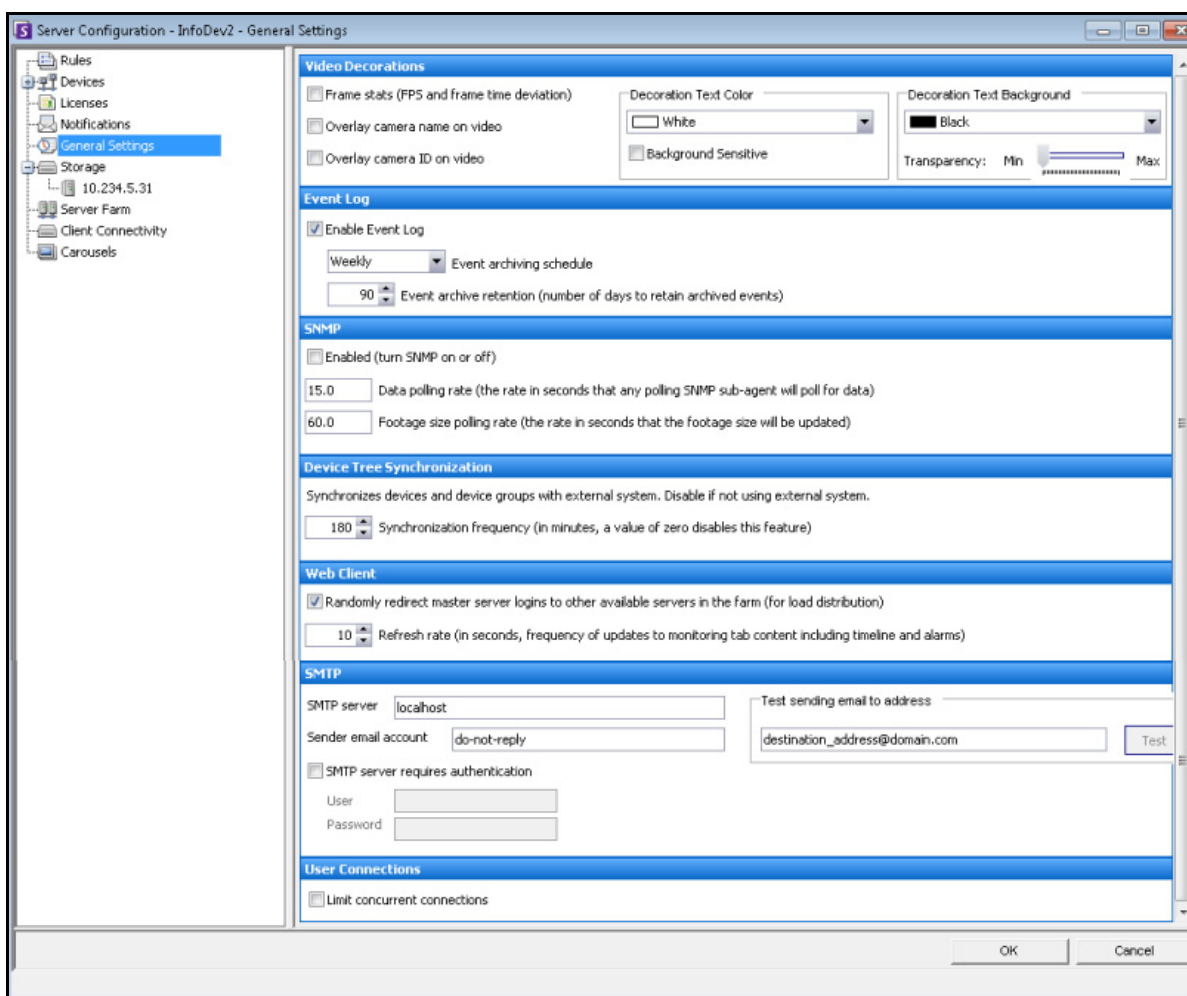 Server Configuration - InfoDev2 - General Settings
Rules
Devices
Licenses
Notifications
General Settings
Storage
10.234.5.31
Server Farm
Client Connectivity
Carousels
Video Decorations
Frame stats (FPS and frame time deviation)
Overlay camera name on video
Overlay camera ID on video
Decoration Text Color
White
Background Sensitive
Decoration Text Background
Black
Transparency: Min Max
Event Log
Enable Event Log
Weekly Event archiving schedule
90 Event archive retention (number of days to retain archived events)
SNMP
Enabled (turn SNMP on or off)
15.0 Data polling rate (the rate in seconds that any polling SNMP sub-agent will poll for data)
60.0 Footage size polling rate (the rate in seconds that the footage size will be updated)
Device Tree Synchronization
Synchronizes devices and device groups with external system. Disable if not using external system.
180 Synchronization frequency (in minutes, a value of zero disables this feature)
Web Client
Randomly redirect master server logins to other available servers in the farm (for load distribution)
10 Refresh rate (in seconds, frequency of updates to monitoring tab content including timeline and alarms)
SMTP
SMTP server localhost
Sender email account do-not-reply
Test sending email to address
destination_address@domain.com Test
SMTP server requires authentication
User
Password
User Connections
Limit concurrent connections
OK Cancel